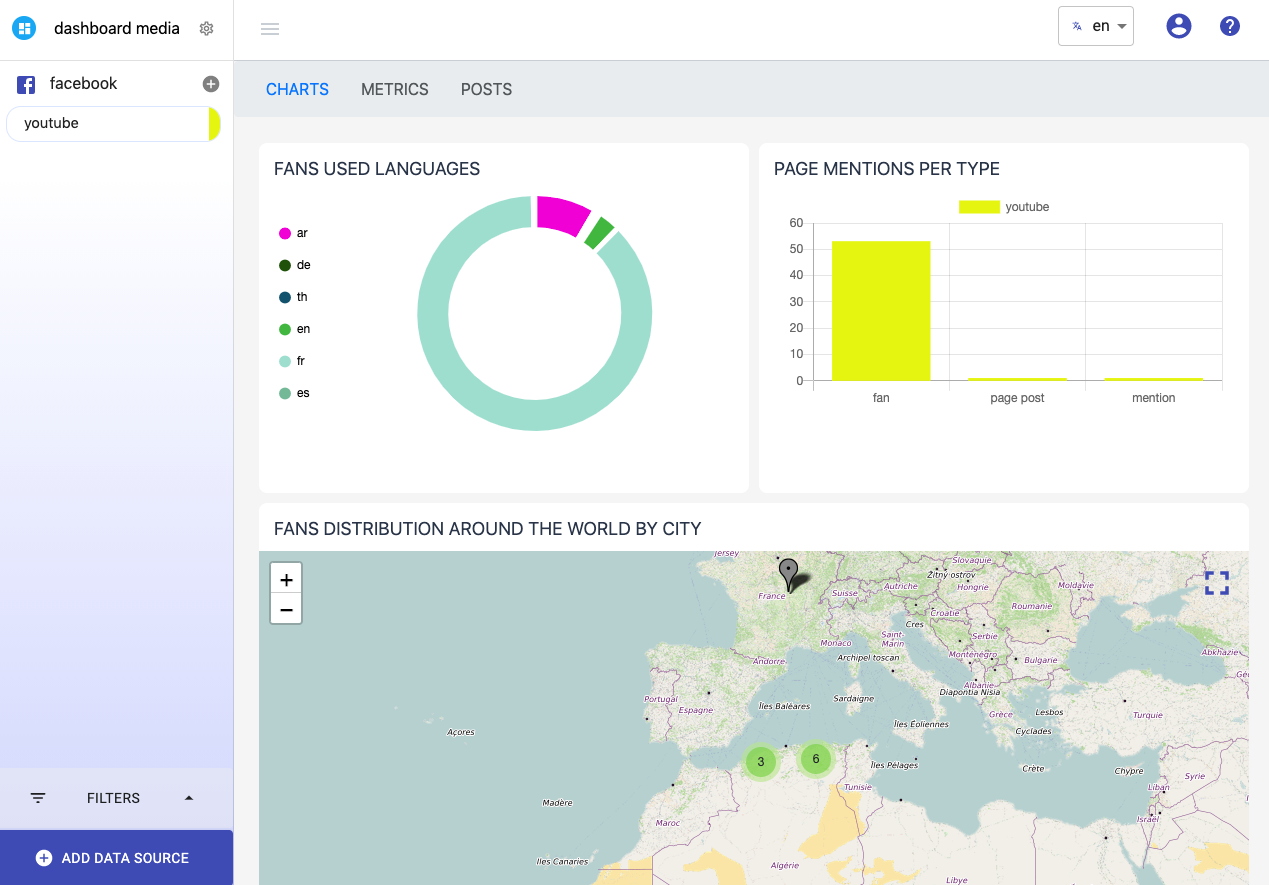 dashboard media
en
facebook
youtube
CHARTS
METRICS
POSTS
FANS USED LANGUAGES
ar
de
th
en
fr
es
PAGE MENTIONS PER TYPE
youtube
60
50
40
30
20
10
0
fan
page post
mention
FANS DISTRIBUTION AROUND THE WORLD BY CITY
+
−
Jersey
France
Suisse
Autriche
Slovaquie
Žitný ostrov
Hongrie
Moldavie
Roumanie
Croatie
Cres
Saint-
Marin
Monaco
Serbie
Archipel toscan
Andorre
Monténégro
Bulgarie
Abkhazie
Albanie
Diapontia Nisia
Portugal
Espagne
Sardaigne
Îles Baléares
Grèce
Lesbos
Turquie
Îles Éoliennes
Cyclades
Açores
3
6
Îles Pélages
Crète
Chypre
Syrie
Tunisie
Liban
Madère
Maroc
Israël
Îles Canaries
Algérie
Libye
FILTERS
ADD DATA SOURCE